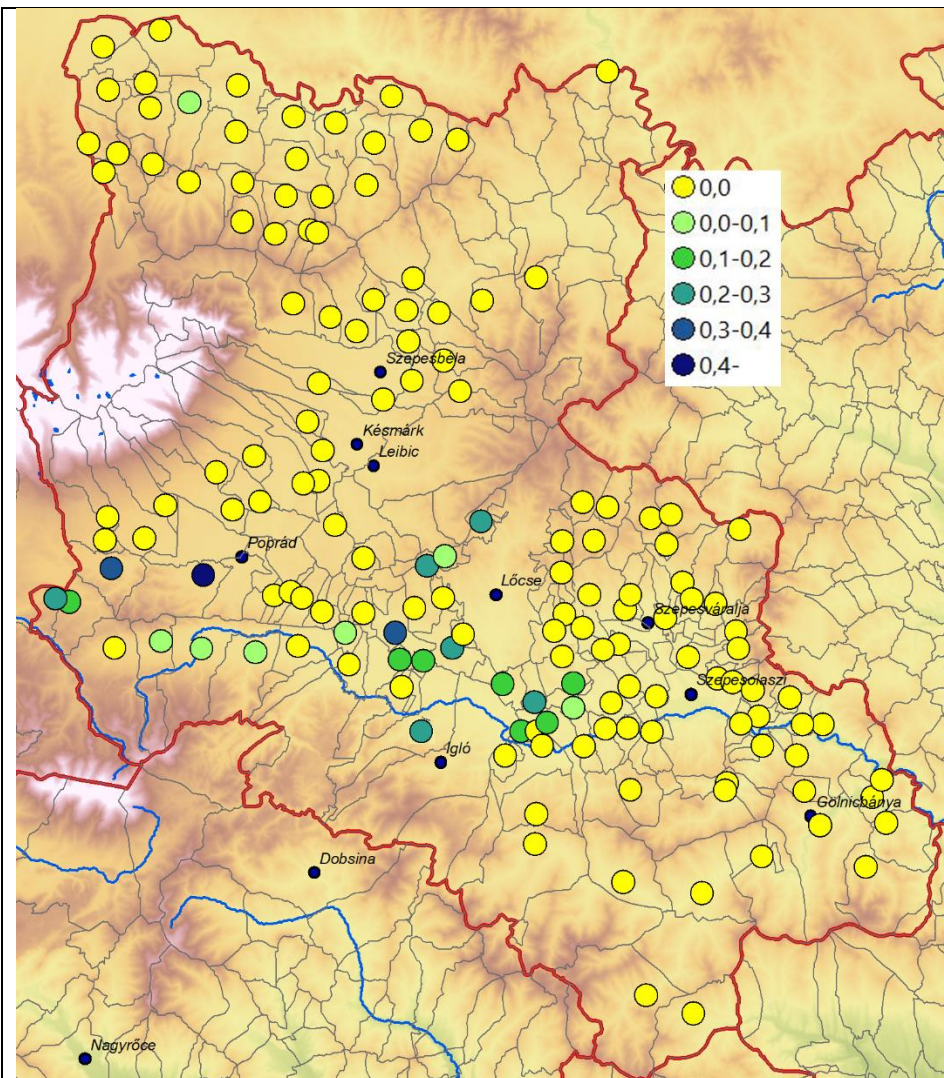 0,0
0,0-0,1
0,1-0,2
0,2-0,3
0,3-0,4
0,4-
Szepesbéla
Késmárk
Leibic
Poprád
Lőcse
Szepesváralja
Szepesolaszi
Igló
Gölnicbánya
Dobsina
Nagyrőce